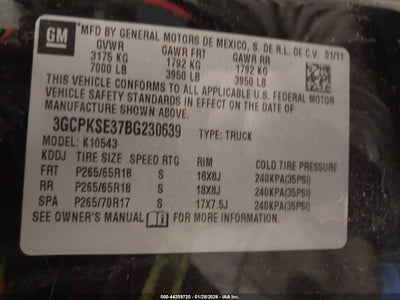 GM
MFD BY GENERAL MOTORS DE MEXICO, S. DE R.L. DE C.V. 01/11
GVWR GAWR FRT GAWR RR
3175 KG 1792 KG 1792 KG
7000 LB 3950 LB 3950 LB
THIS VEHICLE CONFORMS TO ALL APPLICABLE U.S. FEDERAL MOTOR
VEHICLE SAFETY STANDARDS IN EFFECT ON THE DATE OF
MANUFACTURE SHOWN ABOVE.
3GCPKSE37BG230639 TYPE: TRUCK
MODEL: K10543
KDDJ TIRE SIZE SPEED RTG RIM COLD TIRE PRESSURE
FRT P265/65R18 S 18X8J 240KPA(35PSI)
RR P265/65R18 S 18X8J 240KPA(35PSI)
SPA P265/70R17 S 17X7.5J 240KPA(35PSI)
SEE OWNER'S MANUAL FOR MORE INFORMATION
000-44259720 - 01/28/2026 - IAA Inc.